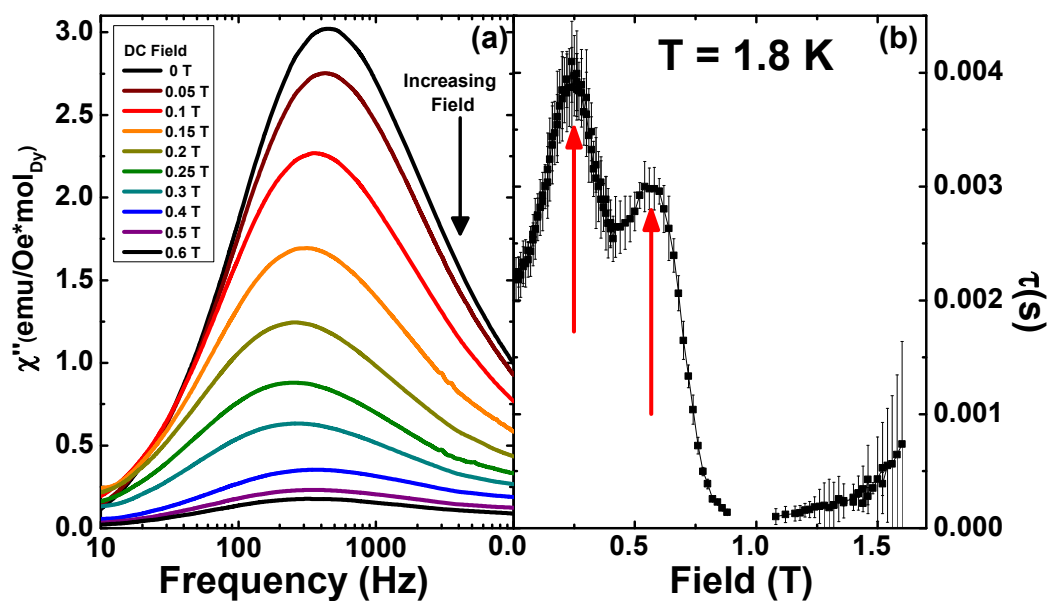 (a)
DC Field
0 T
0.05 T
0.1 T
0.15 T
0.2 T
0.25 T
0.3 T
0.4 T
0.5 T
0.6 T
Increasing
Field
3.0
2.5
2.0
1.5
1.0
0.5
0.0
χ"(emu/Oe*mol_Dy)
10
100
1000
Frequency (Hz)
(b)
T = 1.8 K
0.004
0.003
0.002
0.001
0.000
τ(s)
0.0
0.5
1.0
1.5
Field (T)